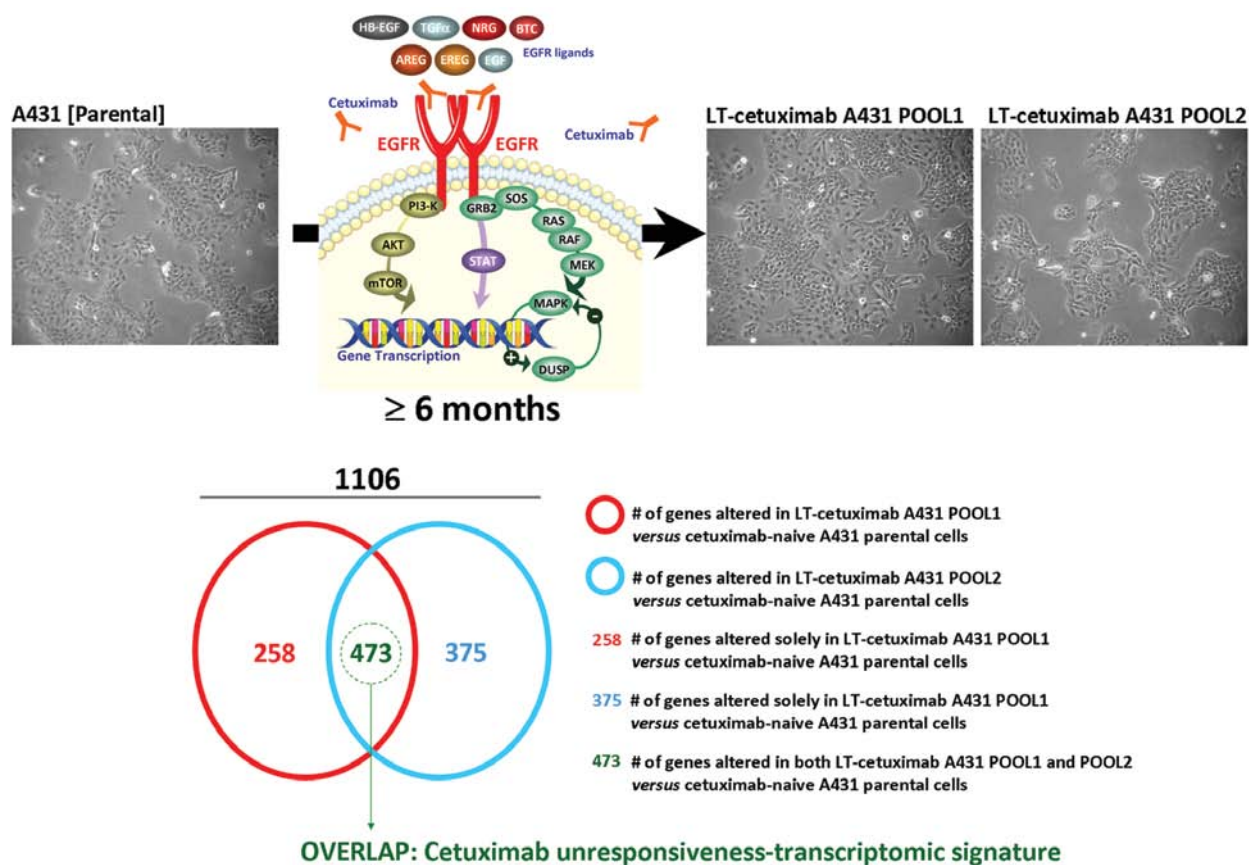 HB-EGF
TGFα
NRG
BTC
AREG
EREG
EGF
EGFR ligands
A431 [Parental]
Cetuximab
Cetuximab
EGFR
EGFR
LT-cetuximab A431 POOL1
LT-cetuximab A431 POOL2
PI3-K
GRB2
SOS
RAS
RAF
MEK
AKT
STAT
mTOR
MAPK
-
Gene Transcription
+
DUSP
≥ 6 months
1106
258
473
375
# of genes altered in LT-cetuximab A431 POOL1
versus cetuximab-naive A431 parental cells
# of genes altered in LT-cetuximab A431 POOL2
versus cetuximab-naive A431 parental cells
258 # of genes altered solely in LT-cetuximab A431 POOL1
versus cetuximab-naive A431 parental cells
375 # of genes altered solely in LT-cetuximab A431 POOL1
versus cetuximab-naive A431 parental cells
473 # of genes altered in both LT-cetuximab A431 POOL1 and POOL2
versus cetuximab-naive A431 parental cells
OVERLAP: Cetuximab unresponsiveness-transcriptomic signature